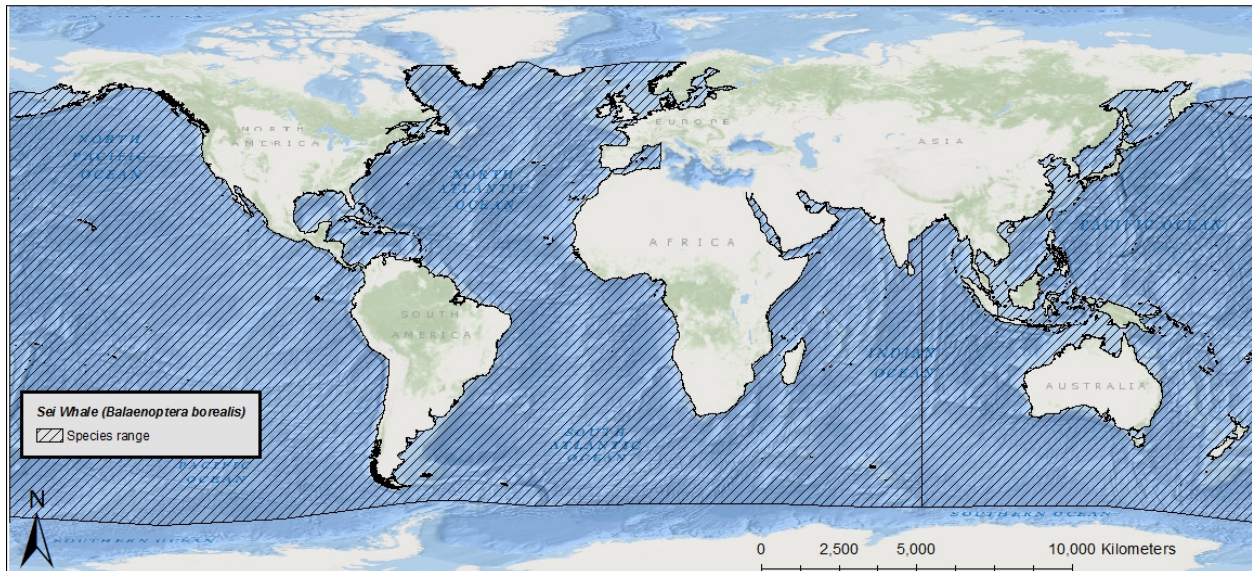 NORTH
PACIFIC
OCEAN
NORTH
AMERICA
NORTH
ATLANTIC
OCEAN
EUROPE
ASIA
PACIFIC OCEAN
AFRICA
SOUTH
AMERICA
INDIAN
OCEAN
AUSTRALIA
Sei Whale (Balaenoptera borealis)
Species range
SOUTH
ATLANTIC
OCEAN
PACIFIC
OCEAN
N
SOUTHERN OCEAN
SOUTHERN OCEAN
0 2,500 5,000 10,000 Kilometers